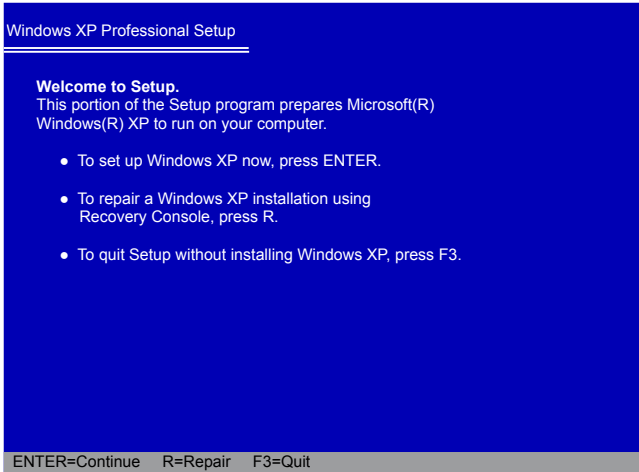 Windows XP Professional Setup
Welcome to Setup.
This portion of the Setup program prepares Microsoft(R)
Windows(R) XP to run on your computer.
● To set up Windows XP now, press ENTER.
● To repair a Windows XP installation using
Recovery Console, press R.
● To quit Setup without installing Windows XP, press F3.
ENTER=Continue R=Repair F3=Quit